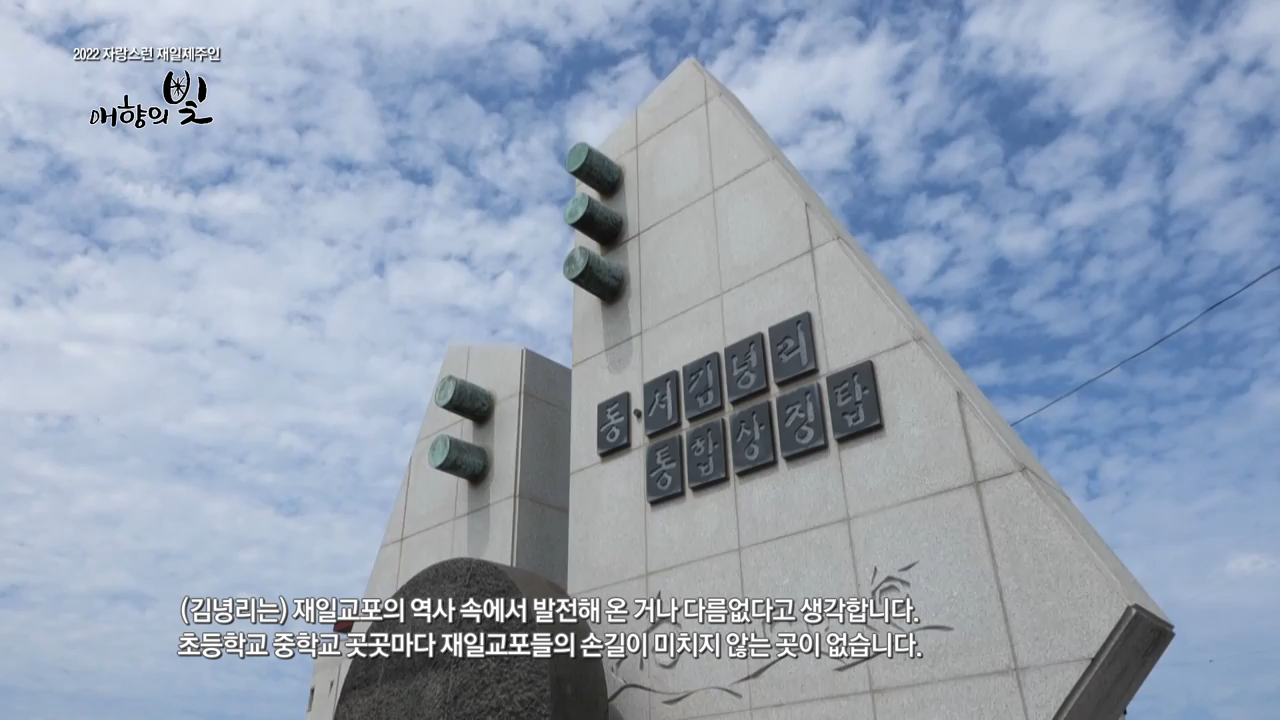 2022 자랑스런 재일제주인
애향의 빛
동·서김녕리
통합상징탑
(김녕리는) 재일교포의 역사 속에서 발전해 온 거나 다름없다고 생각합니다.
초등학교 중학교 곳곳마다 재일교포들의 손길이 미치지 않는 곳이 없습니다.